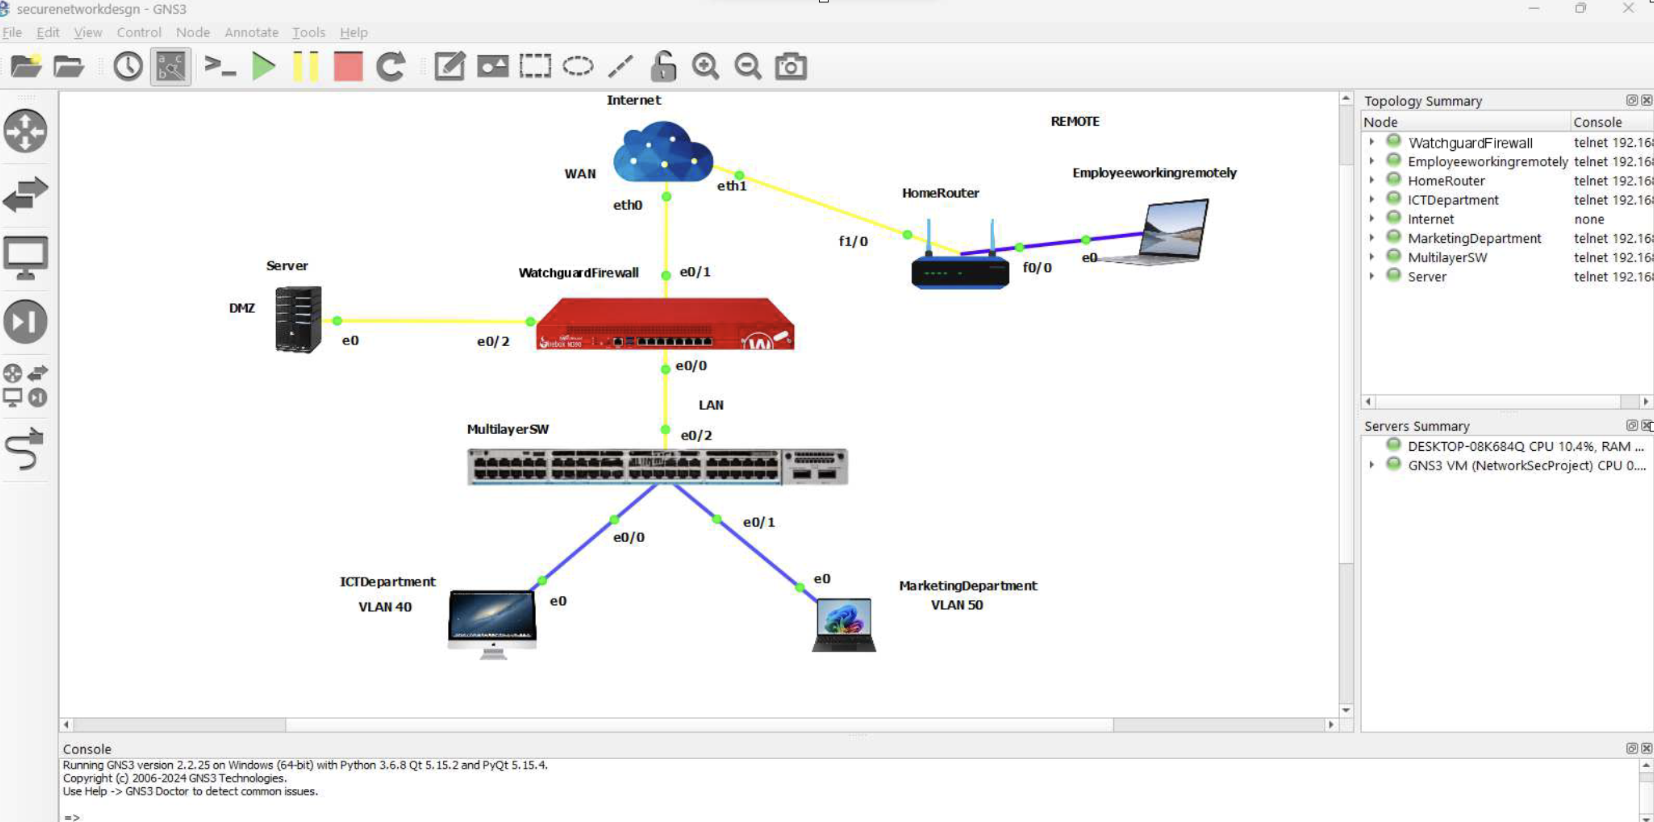 securenetworkdesgn - GNS3
File Edit View Control Node Annotate Tools Help
Internet
WAN
eth1
eth0
REMOTE
Employeeworkingremotely
HomeRouter
f1/0
f0/0
e0
Server
DMZ
e0
e0/2
WatchguardFirewall
e0/1
e0/0
LAN
MultilayerSW
e0/2
e0/0
e0/1
ICTDepartment
VLAN 40
e0
e0
MarketingDepartment
VLAN 50
Topology Summary
Node Console
WatchguardFirewall telnet 192.16
Employeeworkingremotely telnet 192.16
HomeRouter telnet 192.16
ICTDepartment telnet 192.16
Internet none
MarketingDepartment telnet 192.16
MultilayerSW telnet 192.16
Server telnet 192.16
Servers Summary
DESKTOP-08K684Q CPU 10.4%, RAM ...
GNS3 VM (NetworkSecProject) CPU 0....
Console
Running GNS3 version 2.2.25 on Windows (64-bit) with Python 3.6.8 Qt 5.15.2 and PyQt 5.15.4.
Copyright (c) 2006-2024 GNS3 Technologies.
Use Help -> GNS3 Doctor to detect common issues.
=>